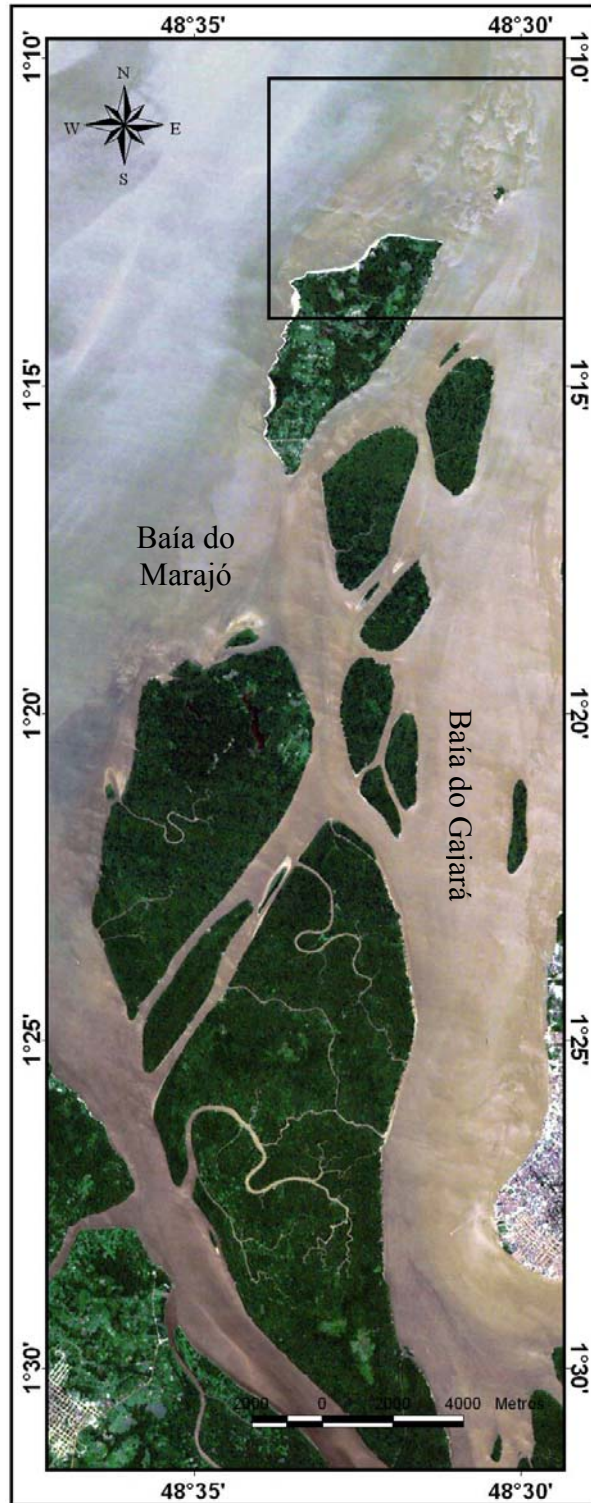 48°35' 48°30'
1°10' 1°10'
N
W E
S
1°15' 1°15'
Baía do
Marajó
1°20' 1°20'
Baía do Gajará
1°25' 1°25'
1°30' 1°30'
2000 0 2000 4000 Metros
48°35' 48°30'